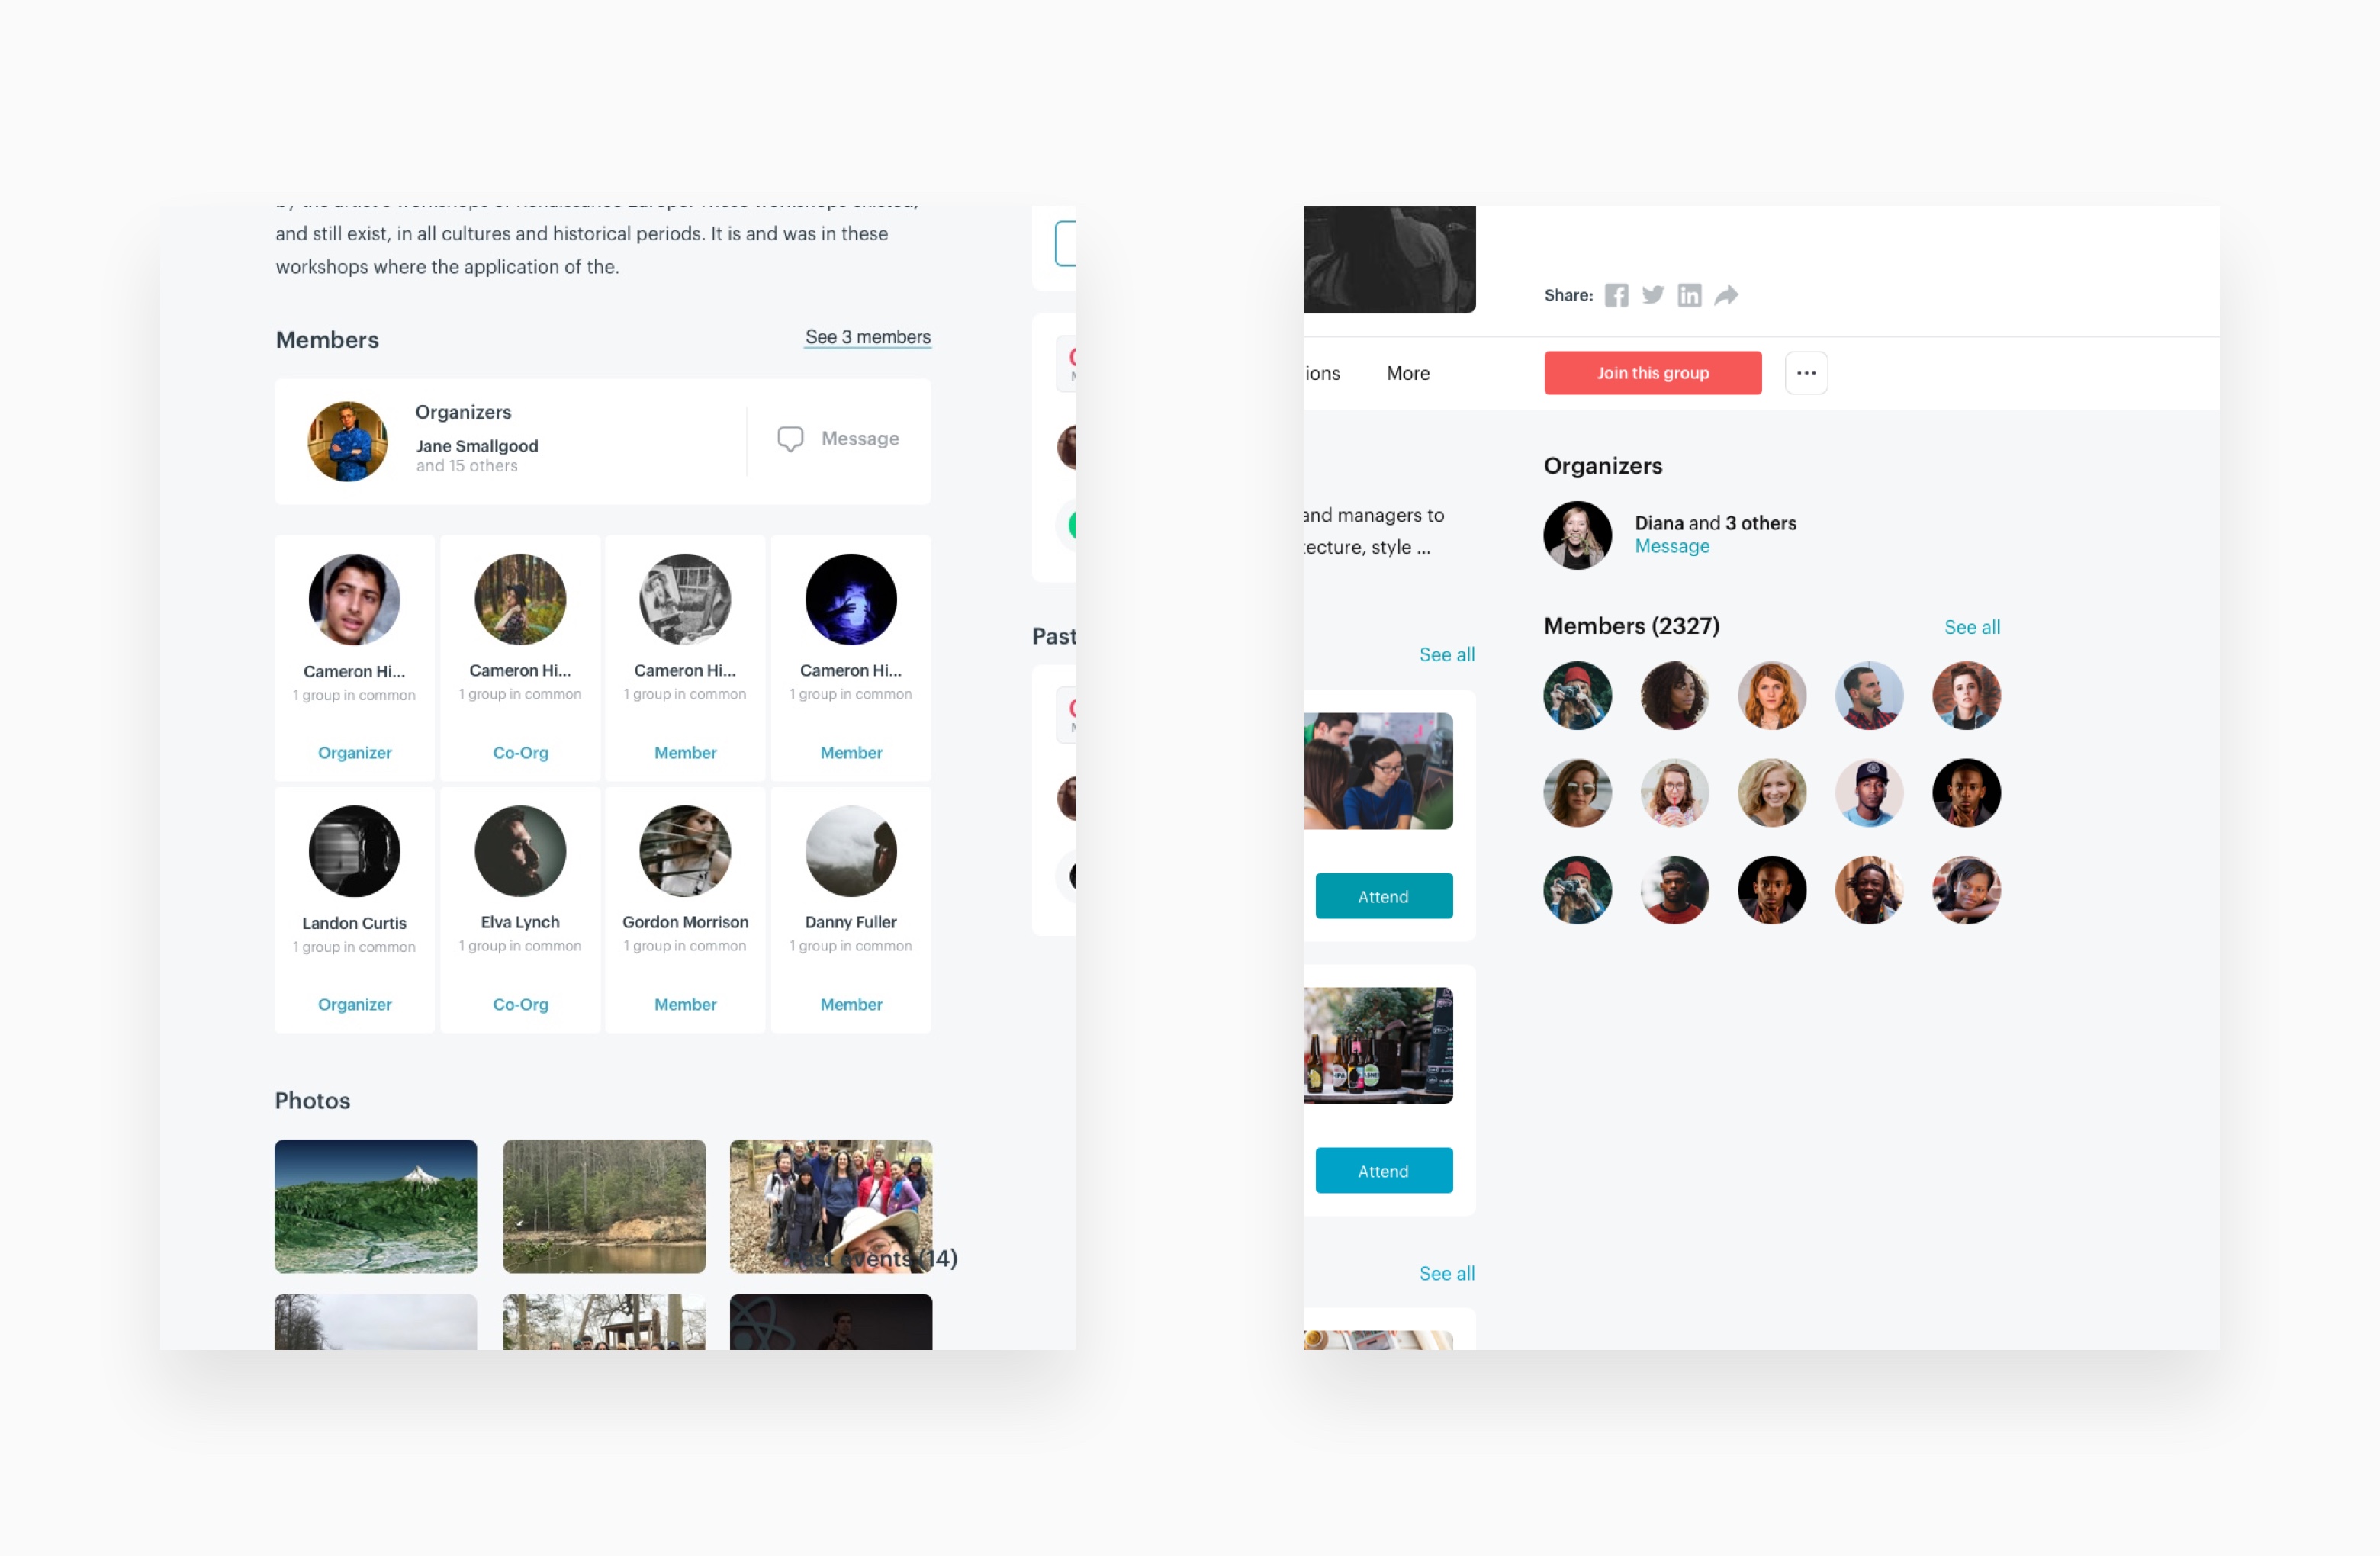 and still exist, in all cultures and historical periods. It is and was in these
workshops where the application of the.
Members
See 3 members
Organizers
Jane Smallgood
and 15 others
Message
Cameron Hi...
1 group in common
Organizer
Cameron Hi...
1 group in common
Co-Org
Cameron Hi...
1 group in common
Member
Cameron Hi...
1 group in common
Member
Landon Curtis
1 group in common
Organizer
Elva Lynch
1 group in common
Co-Org
Gordon Morrison
1 group in common
Member
Danny Fuller
1 group in common
Member
Photos
Past events (14)
Past
Share:
ions
More
Join this group
Organizers
and managers to
tecture, style ...
Diana and 3 others
Message
Members (2327)
See all
See all
Attend
Attend
See all